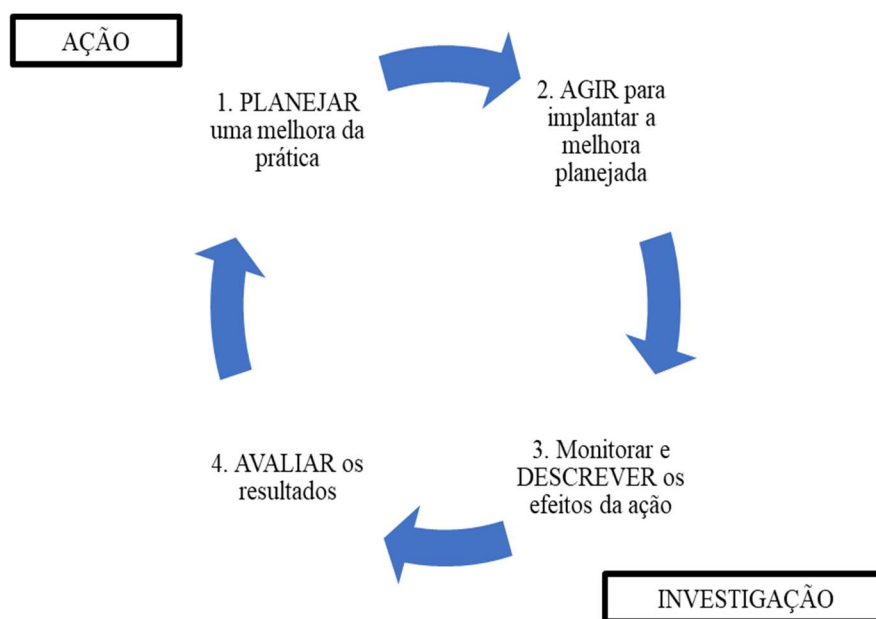 AÇÃO
1. PLANEJAR
uma melhora da
prática
2. AGIR para
implantar a
melhora
planejada
3. Monitorar e
DESCREVER os
efeitos da ação
4. AVALIAR os
resultados
INVESTIGAÇÃO